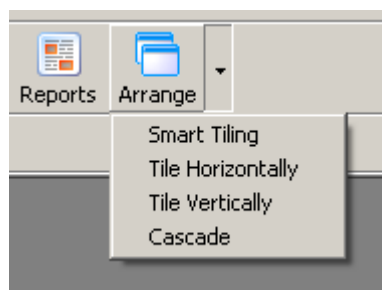 Reports Arrange
Smart Tiling
Tile Horizontally
Tile Vertically
Cascade